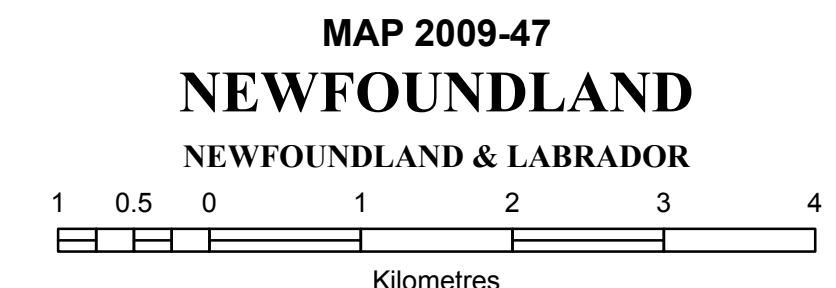 MAP 2009-47
NEWFOUNDLAND
NEWFOUNDLAND & LABRADOR
1 0.5 0 1 2 3 4
Kilometres